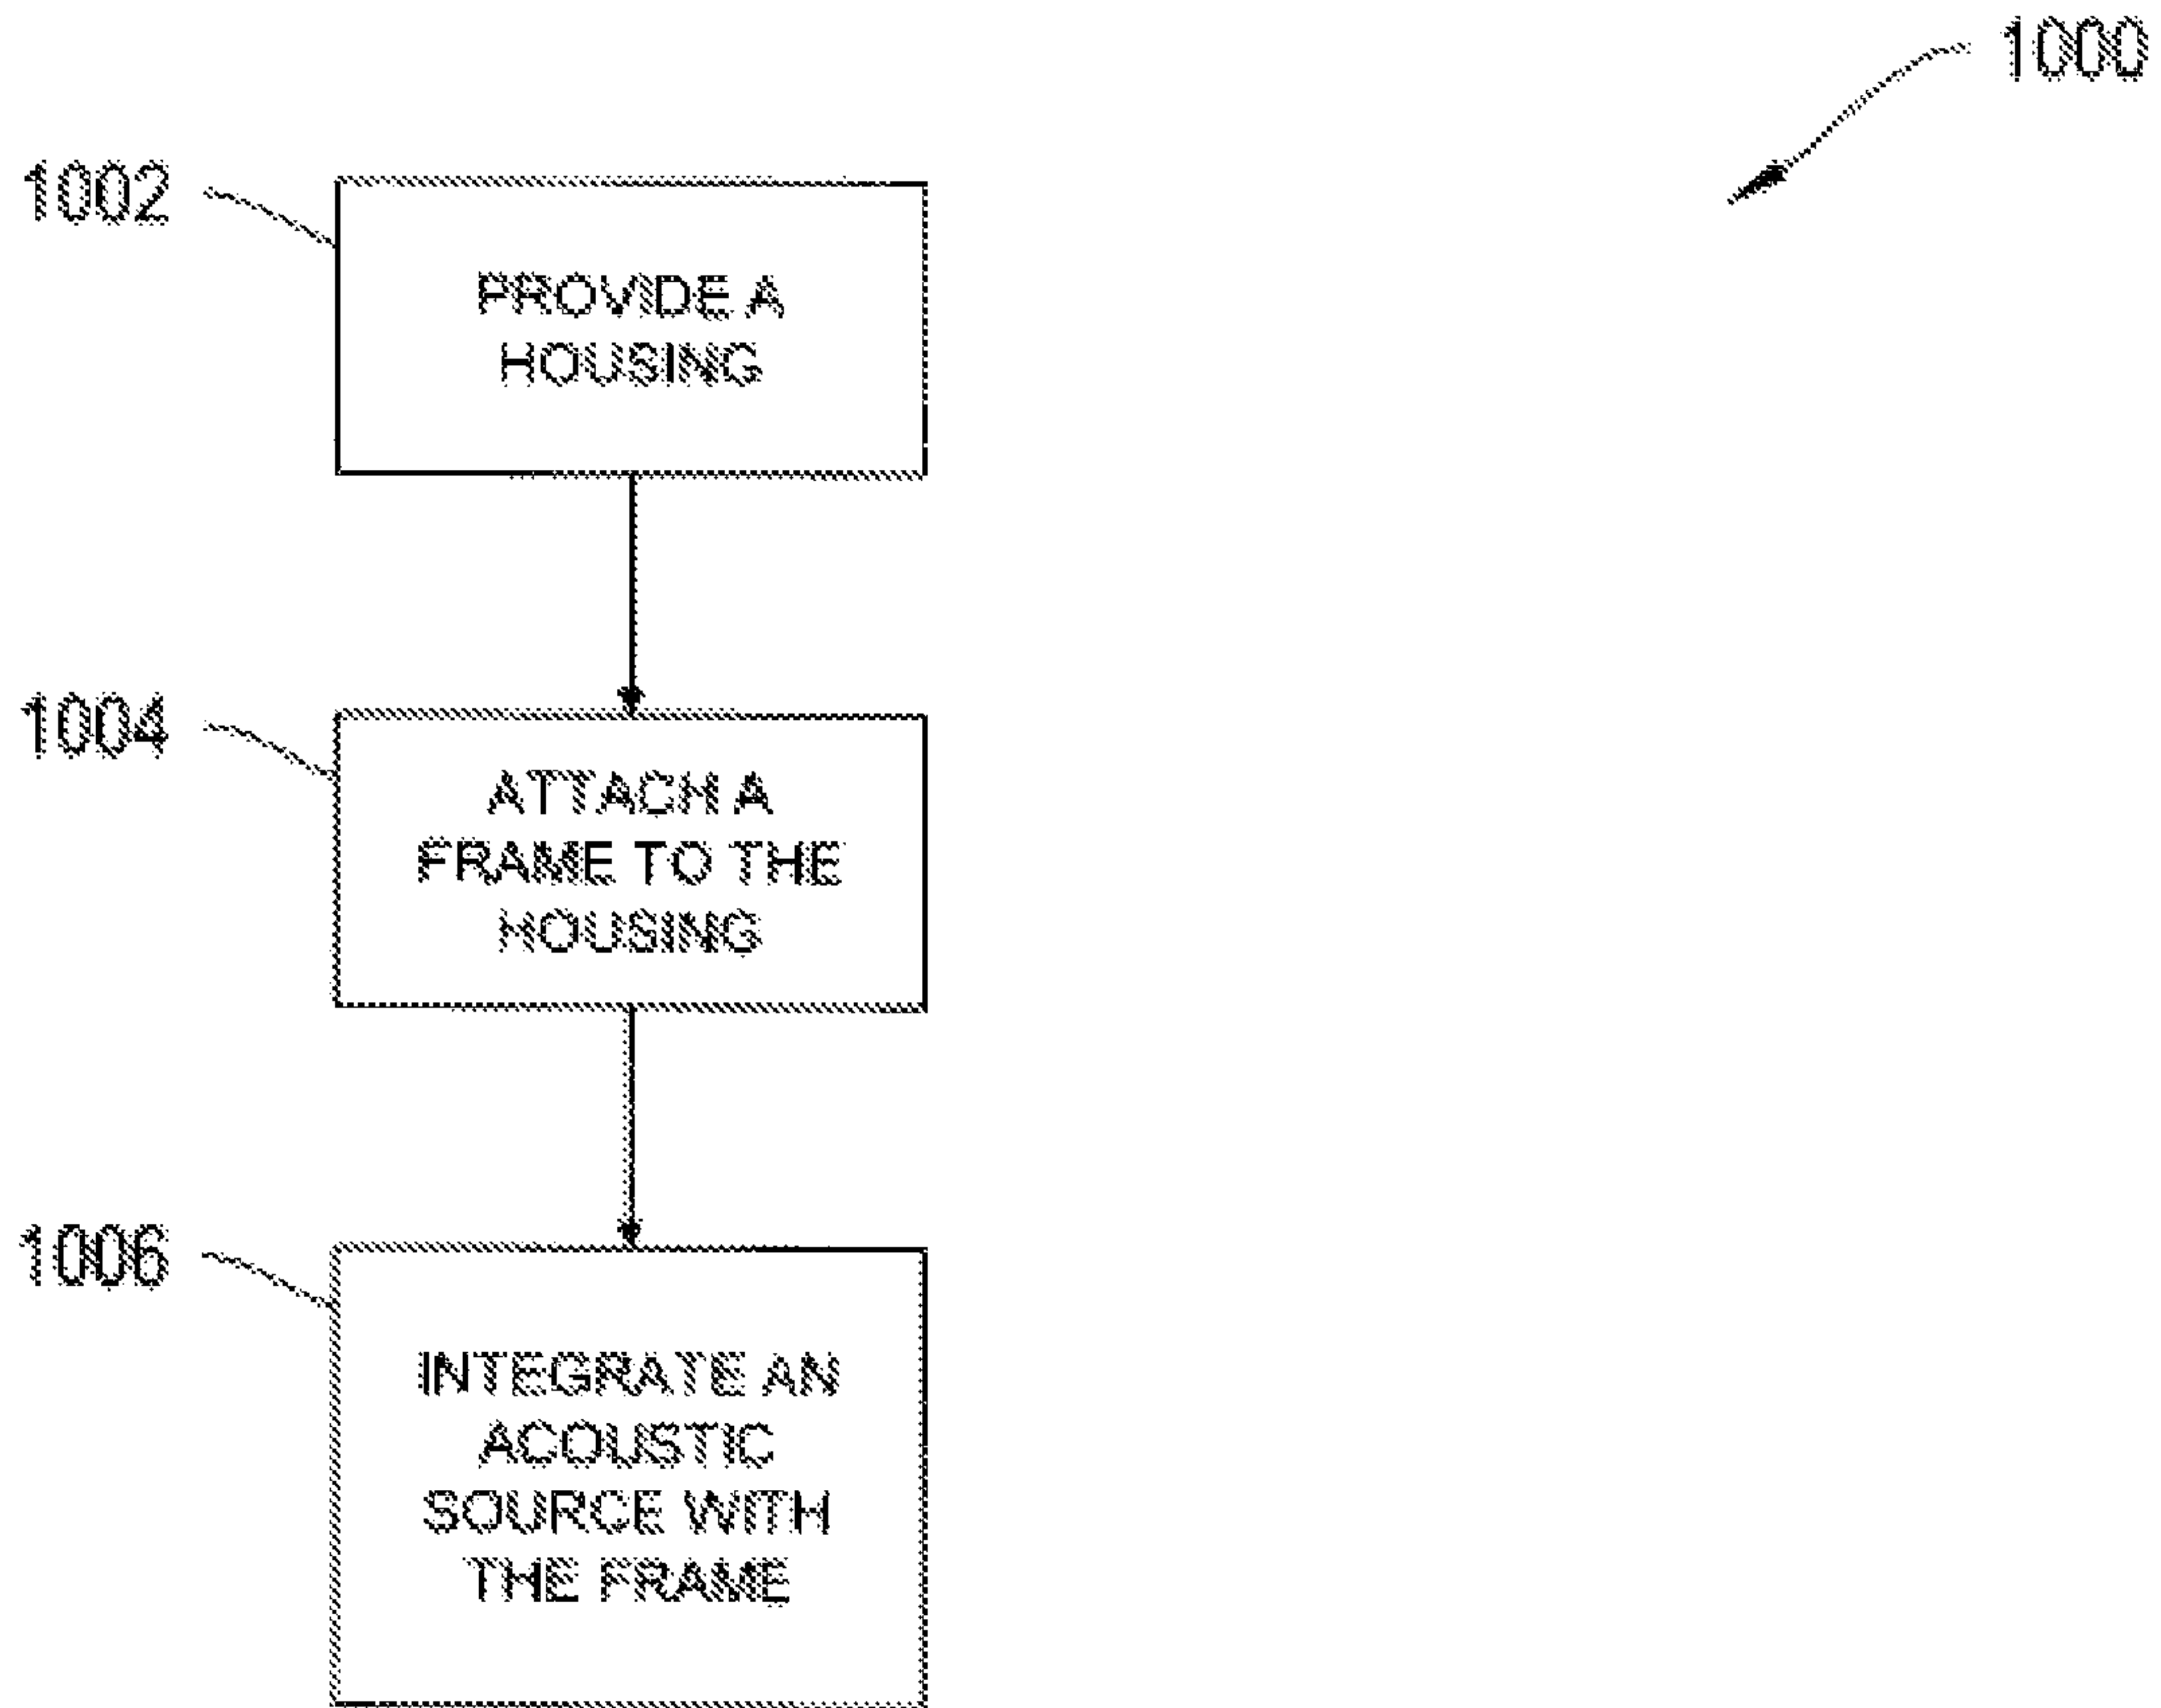 1000
1002
PROVIDE A
HOUSING
1004
ATTACH A
FRAME TO THE
HOUSING
1006
INTEGRATE AN
ACOUSTIC
SOURCE WITH
THE FRAME